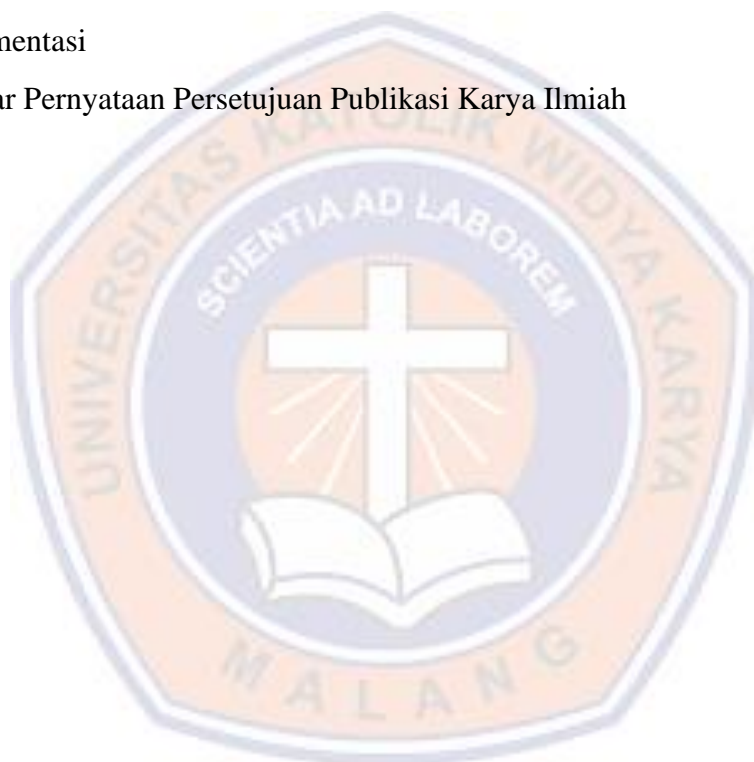 mentasi
ar Pernyataan Persetujuan Publikasi Karya Ilmiah
UNIVERSITAS KATOLIK WIDYA KARYA
SCIENTIA AD LABOREM
MALANG